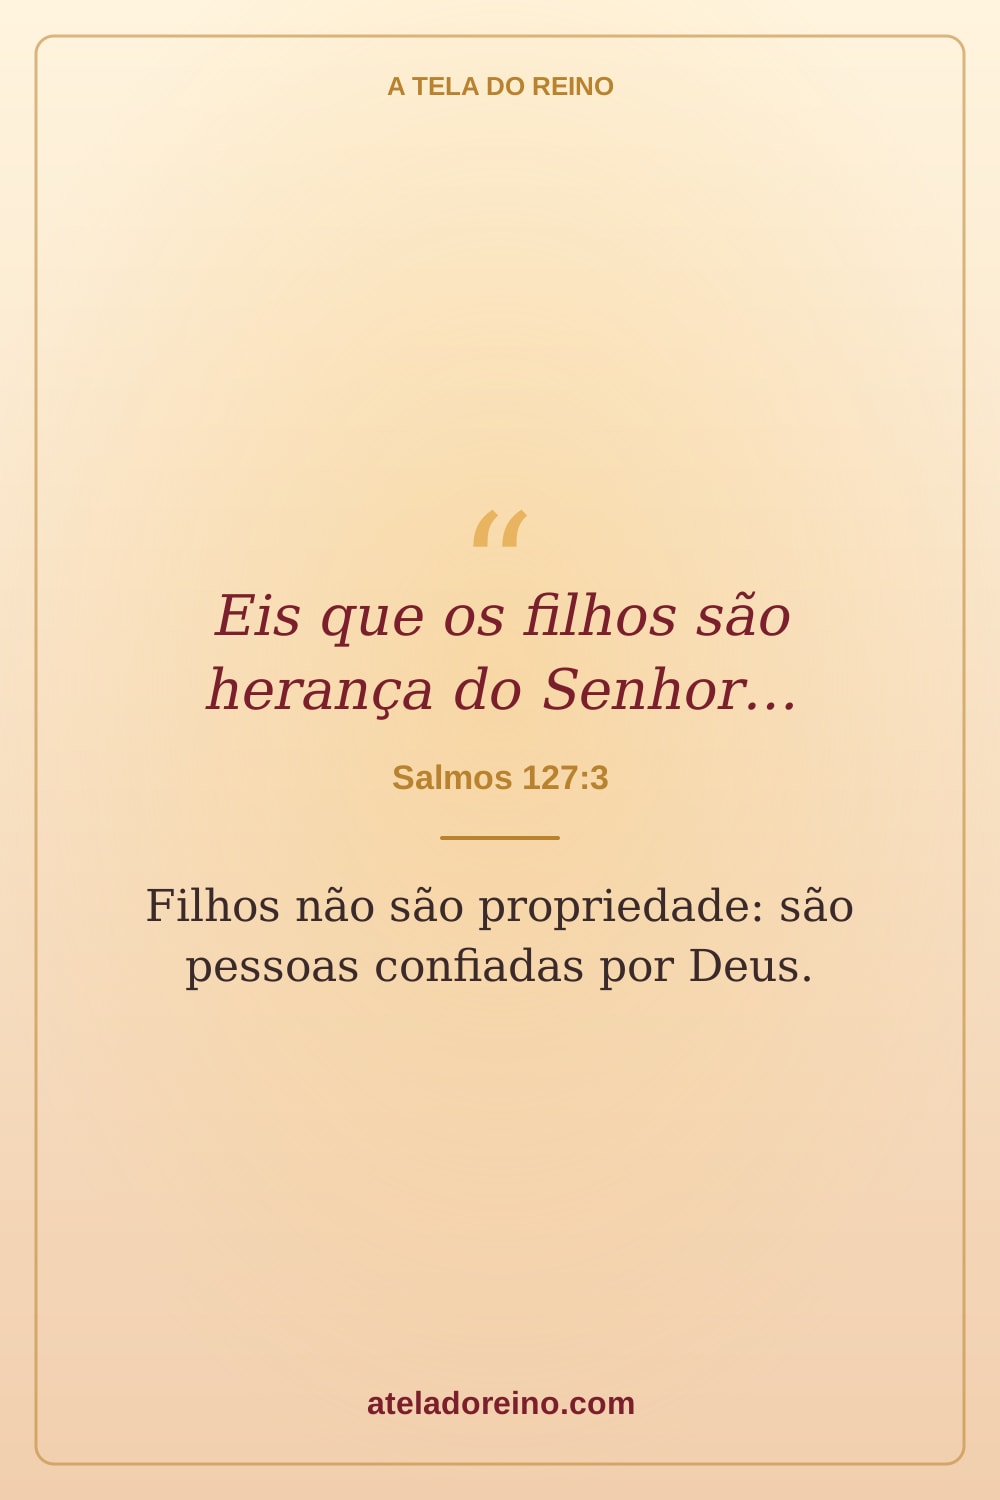 A TELA DO REINO
“
Eis que os filhos são
herança do Senhor...
Salmos 127:3
Filhos não são propriedade: são
pessoas confiadas por Deus.
ateladoreino.com